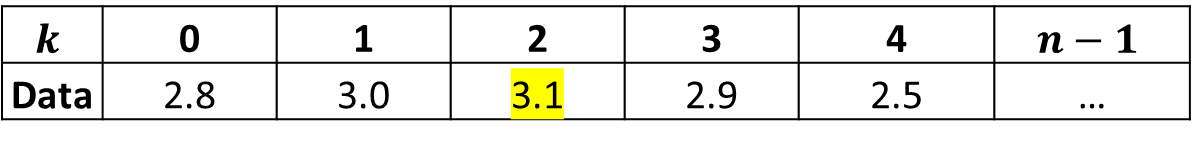 k 0 1 2 3 4 n − 1
Data 2.8 3.0 3.1 2.9 2.5 ...